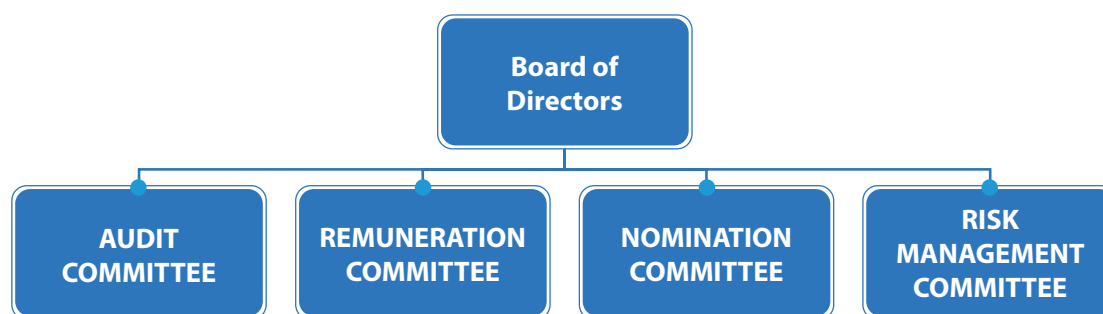 Board of
Directors
AUDIT
COMMITTEE
REMUNERATION
COMMITTEE
NOMINATION
COMMITTEE
RISK
MANAGEMENT
COMMITTEE